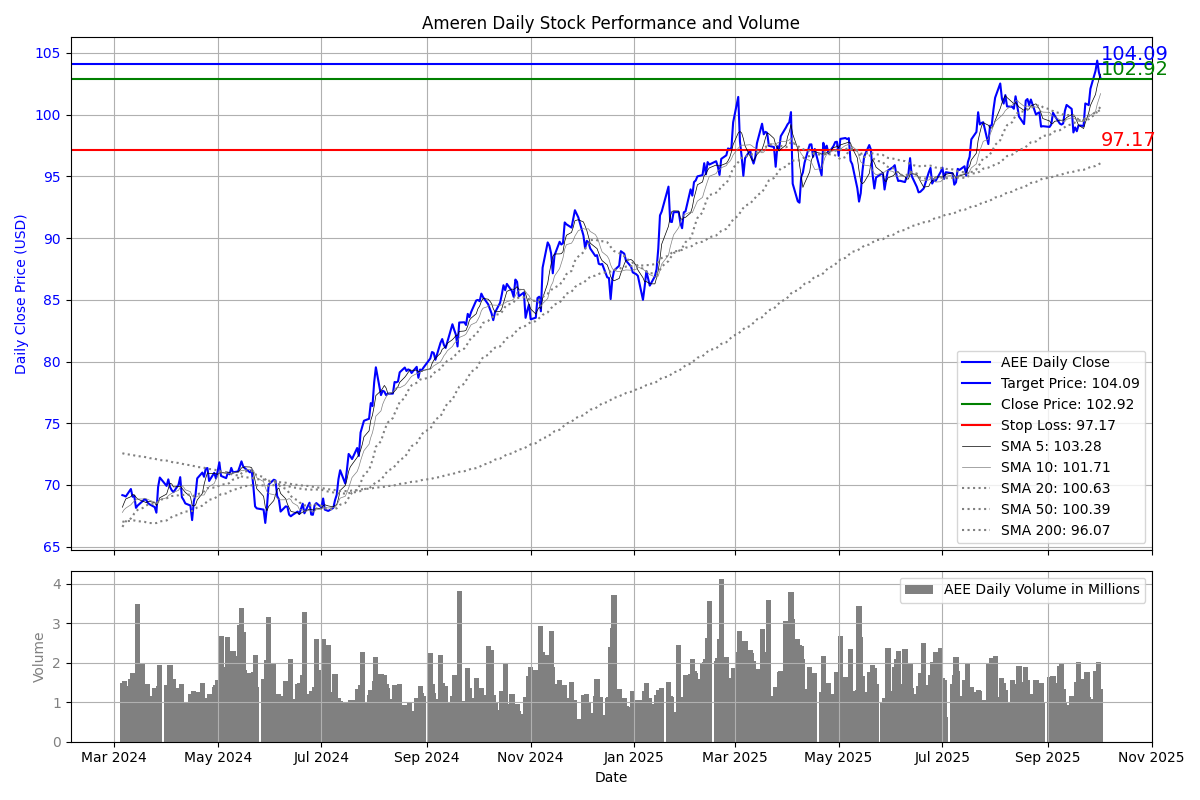 Ameren Daily Stock Performance and Volume
105
100
95
90
85
80
75
70
65
Daily Close Price (USD)
104.09
102.92
97.17
AEE Daily Close
Target Price: 104.09
Close Price: 102.92
Stop Loss: 97.17
SMA 5: 103.28
SMA 10: 101.71
SMA 20: 100.63
SMA 50: 100.39
SMA 200: 96.07
4
3
2
1
0
Volume
AEE Daily Volume in Millions
Mar 2024 May 2024 Jul 2024 Sep 2024 Nov 2024 Jan 2025 Mar 2025 May 2025 Jul 2025 Sep 2025 Nov 2025
Date